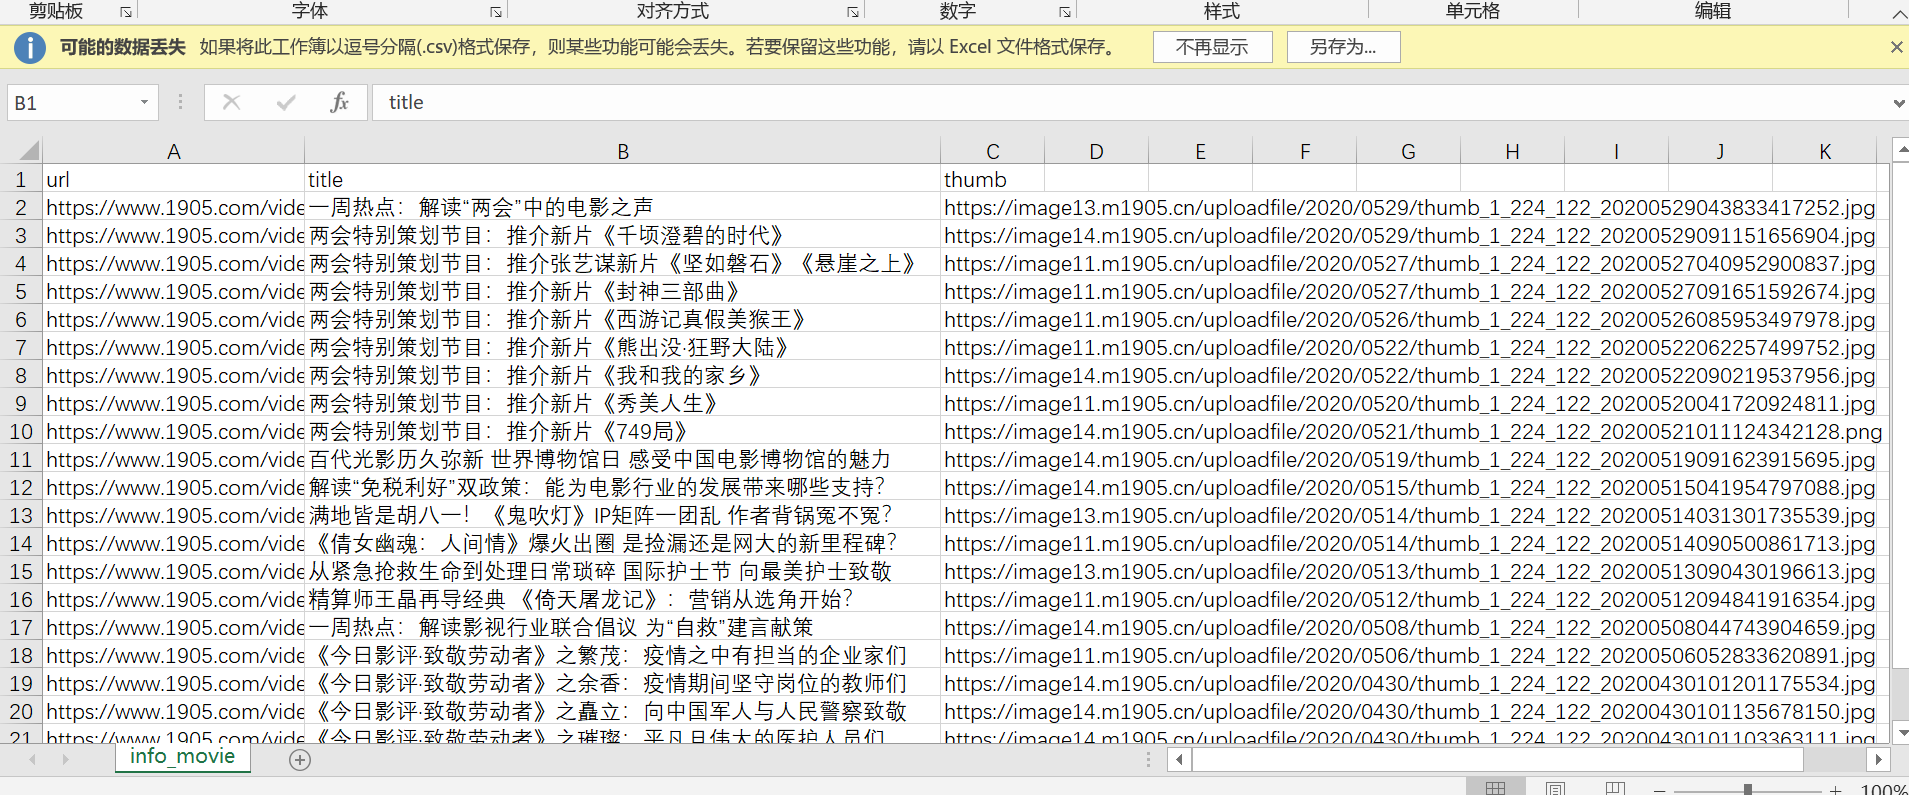 剪贴板 字体 对齐方式 数字 样式 单元格 编辑
可能的数据丢失 如果将此工作簿以逗号分隔(.csv)格式保存，则某些功能可能会丢失。若要保留这些功能，请以 Excel 文件格式保存。 不再显示 另存为...
B1 fx title
A B C D E F G H I J K
1 url title thumb
2 https://www.1905.com/vide 一周热点：解读“两会”中的电影之声 https://image13.m1905.cn/uploadfile/2020/0529/thumb_1_224_122_20200529043833417252.jpg
3 https://www.1905.com/vide 两会特别策划节目：推介新片《千顷澄碧的时代》 https://image14.m1905.cn/uploadfile/2020/0529/thumb_1_224_122_20200529091151656904.jpg
4 https://www.1905.com/vide 两会特别策划节目：推介张艺谋新片《坚如磐石》《悬崖之上》 https://image11.m1905.cn/uploadfile/2020/0527/thumb_1_224_122_20200527040952900837.jpg
5 https://www.1905.com/vide 两会特别策划节目：推介新片《封神三部曲》 https://image11.m1905.cn/uploadfile/2020/0527/thumb_1_224_122_20200527091651592674.jpg
6 https://www.1905.com/vide 两会特别策划节目：推介新片《西游记真假美猴王》 https://image11.m1905.cn/uploadfile/2020/0526/thumb_1_224_122_20200526085953497978.jpg
7 https://www.1905.com/vide 两会特别策划节目：推介新片《熊出没·狂野大陆》 https://image11.m1905.cn/uploadfile/2020/0522/thumb_1_224_122_20200522062257499752.jpg
8 https://www.1905.com/vide 两会特别策划节目：推介新片《我和我的家乡》 https://image14.m1905.cn/uploadfile/2020/0522/thumb_1_224_122_20200522090219537956.jpg
9 https://www.1905.com/vide 两会特别策划节目：推介新片《秀美人生》 https://image11.m1905.cn/uploadfile/2020/0520/thumb_1_224_122_20200520041720924811.jpg
10 https://www.1905.com/vide 两会特别策划节目：推介新片《749局》 https://image14.m1905.cn/uploadfile/2020/0521/thumb_1_224_122_20200521011124342128.png
11 https://www.1905.com/vide 百代光影历久弥新 世界博物馆日 感受中国电影博物馆的魅力 https://image14.m1905.cn/uploadfile/2020/0519/thumb_1_224_122_20200519091623915695.jpg
12 https://www.1905.com/vide 解读“免税利好”双政策：能为电影行业的发展带来哪些支持？ https://image14.m1905.cn/uploadfile/2020/0515/thumb_1_224_122_20200515041954797088.jpg
13 https://www.1905.com/vide 满地皆是胡八一！《鬼吹灯》IP矩阵一团乱 作者背锅冤不冤？ https://image13.m1905.cn/uploadfile/2020/0514/thumb_1_224_122_20200514031301735539.jpg
14 https://www.1905.com/vide 《倩女幽魂：人间情》爆火出圈 是捡漏还是网大的新里程碑？ https://image11.m1905.cn/uploadfile/2020/0514/thumb_1_224_122_20200514090500861713.jpg
15 https://www.1905.com/vide 从紧急抢救生命到处理日常琐碎 国际护士节 向最美护士致敬 https://image13.m1905.cn/uploadfile/2020/0513/thumb_1_224_122_20200513090430196613.jpg
16 https://www.1905.com/vide 精算师王晶再导经典 《倚天屠龙记》：营销从选角开始？ https://image11.m1905.cn/uploadfile/2020/0512/thumb_1_224_122_20200512094841916354.jpg
17 https://www.1905.com/vide 一周热点：解读影视行业联合倡议 为“自救”建言献策 https://image14.m1905.cn/uploadfile/2020/0508/thumb_1_224_122_20200508044743904659.jpg
18 https://www.1905.com/vide 《今日影评·致敬劳动者》之繁茂：疫情之中有担当的企业家们 https://image11.m1905.cn/uploadfile/2020/0506/thumb_1_224_122_20200506052833620891.jpg
19 https://www.1905.com/vide 《今日影评·致敬劳动者》之余香：疫情期间坚守岗位的教师们 https://image14.m1905.cn/uploadfile/2020/0430/thumb_1_224_122_20200430101201175534.jpg
20 https://www.1905.com/vide 《今日影评·致敬劳动者》之矗立：向中国军人与人民警察致敬 https://image14.m1905.cn/uploadfile/2020/0430/thumb_1_224_122_20200430101135678150.jpg
21 https://www.1905.com/vide 《今日影评·致敬劳动者》之璀璨：平凡且伟大的医护人员们 https://image14.m1905.cn/uploadfile/2020/0430/thumb_1_224_122_20200430101103363111.jpg
info_movie
100%